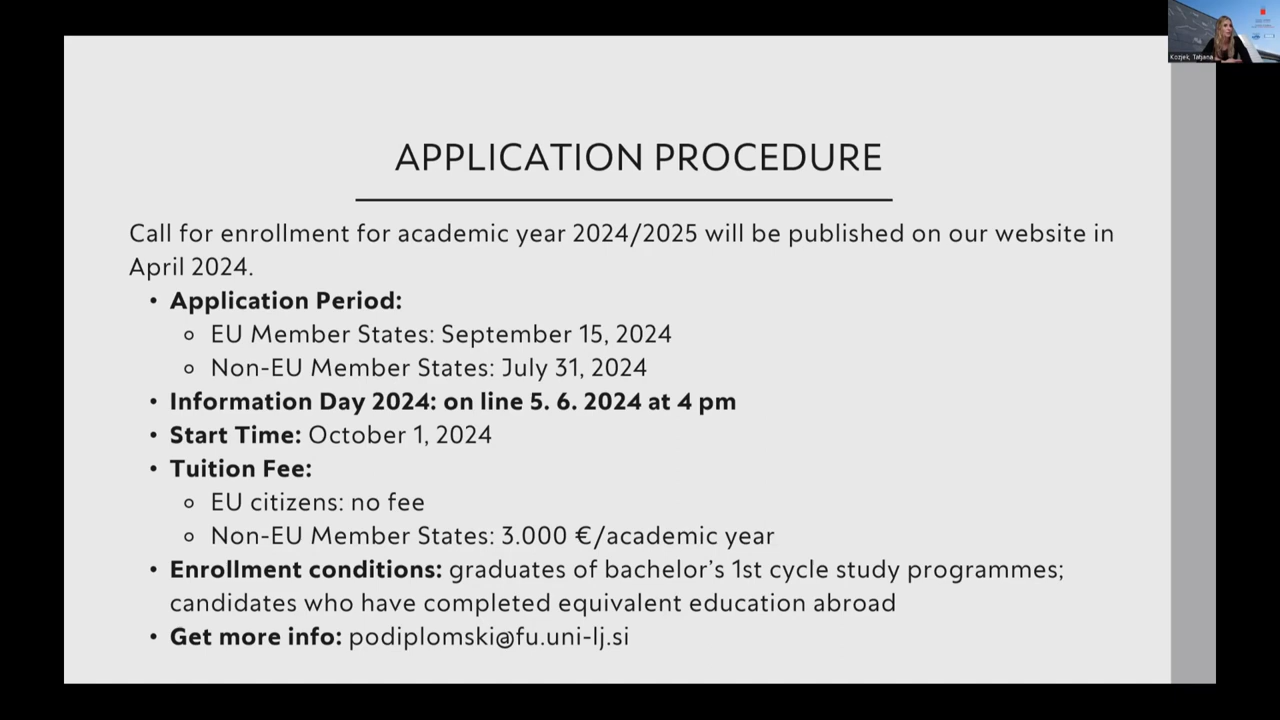 Kozjek, Tatjana
APPLICATION PROCEDURE
Call for enrollment for academic year 2024/2025 will be published on our website in
April 2024.
• Application Period:
○ EU Member States: September 15, 2024
○ Non-EU Member States: July 31, 2024
• Information Day 2024: on line 5. 6. 2024 at 4 pm
• Start Time: October 1, 2024
• Tuition Fee:
○ EU citizens: no fee
○ Non-EU Member States: 3.000 €/academic year
• Enrollment conditions: graduates of bachelor’s 1st cycle study programmes;
candidates who have completed equivalent education abroad
• Get more info: podiplomski@fu.uni-lj.si